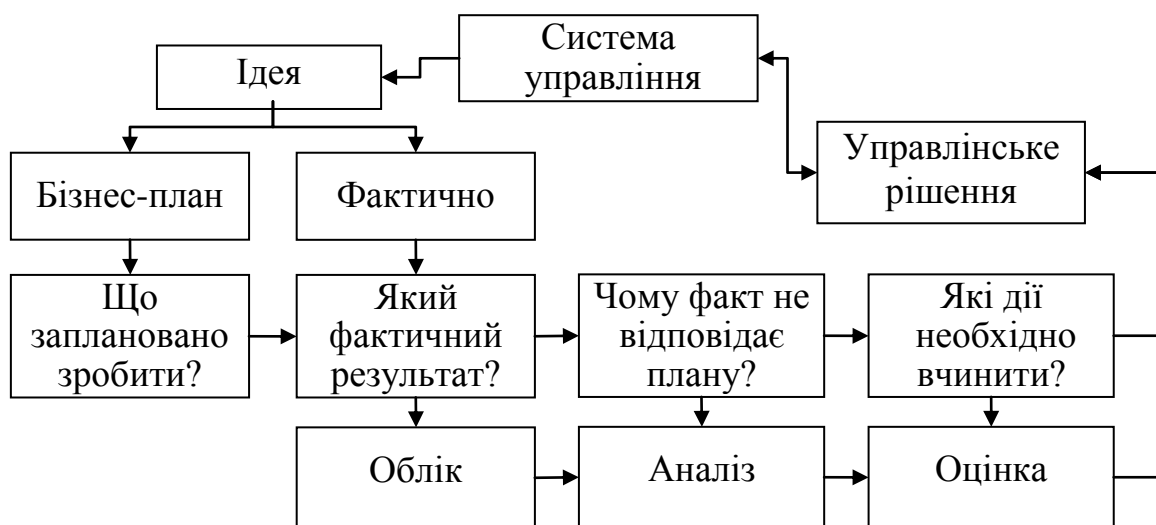 Система
управління
Ідея
Управлінське
рішення
Бізнес-план
Фактично
Що
заплановано
зробити?
Який
фактичний
результат?
Чому факт не
відповідає
плану?
Які дії
необхідно
вчинити?
Облік
Аналіз
Оцінка